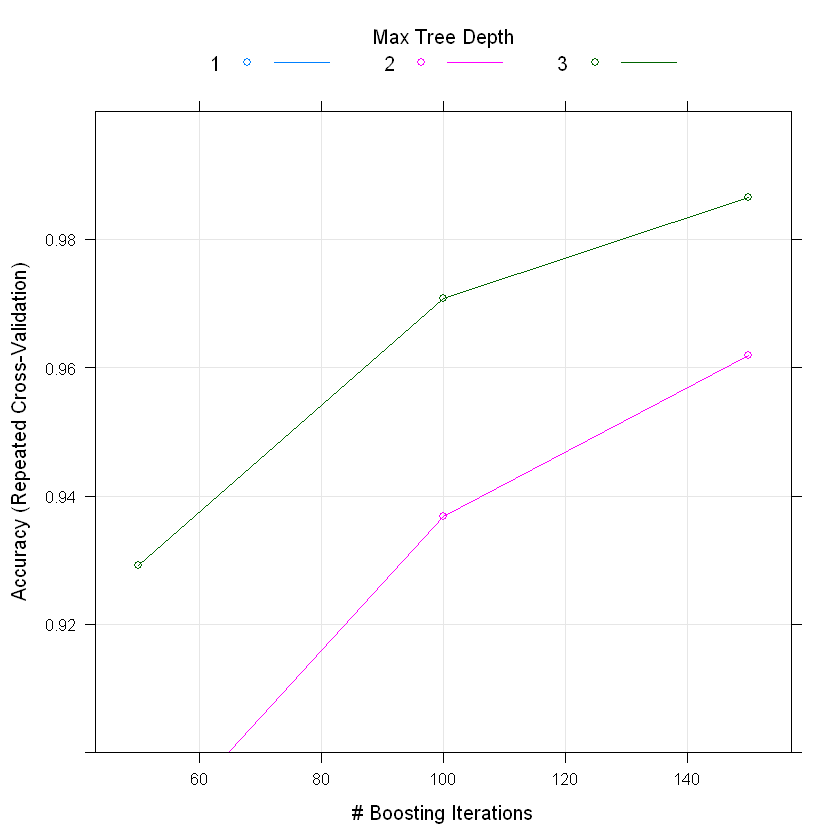 Max Tree Depth
1 2 3
0.98
0.96
0.94
0.92
Accuracy (Repeated Cross-Validation)
60 80 100 120 140
# Boosting Iterations